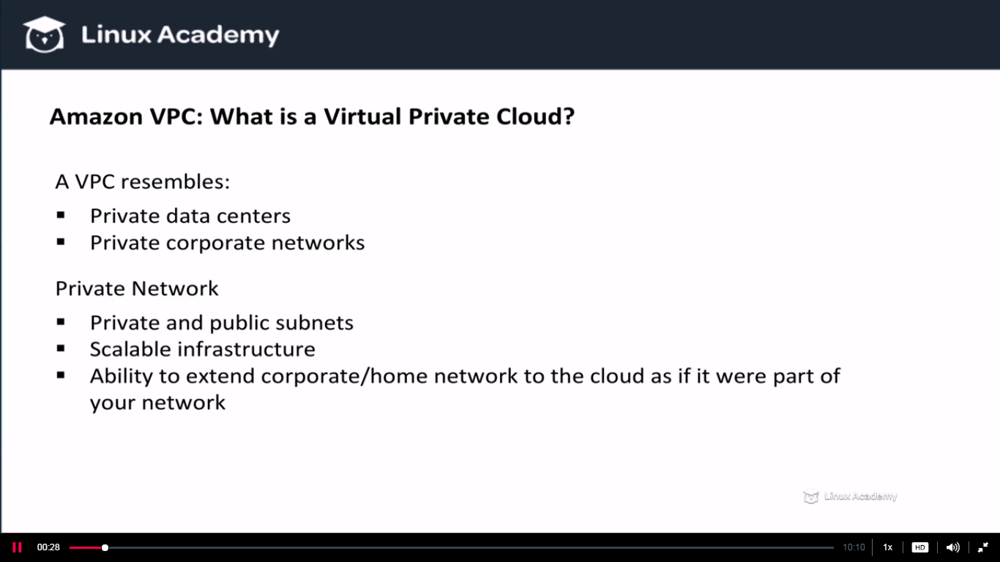 Linux Academy
Amazon VPC: What is a Virtual Private Cloud?
A VPC resembles:
▪ Private data centers
▪ Private corporate networks
Private Network
▪ Private and public subnets
▪ Scalable infrastructure
▪ Ability to extend corporate/home network to the cloud as if it were part of
your network
Linux Academy
00:28 10:10 1x HD